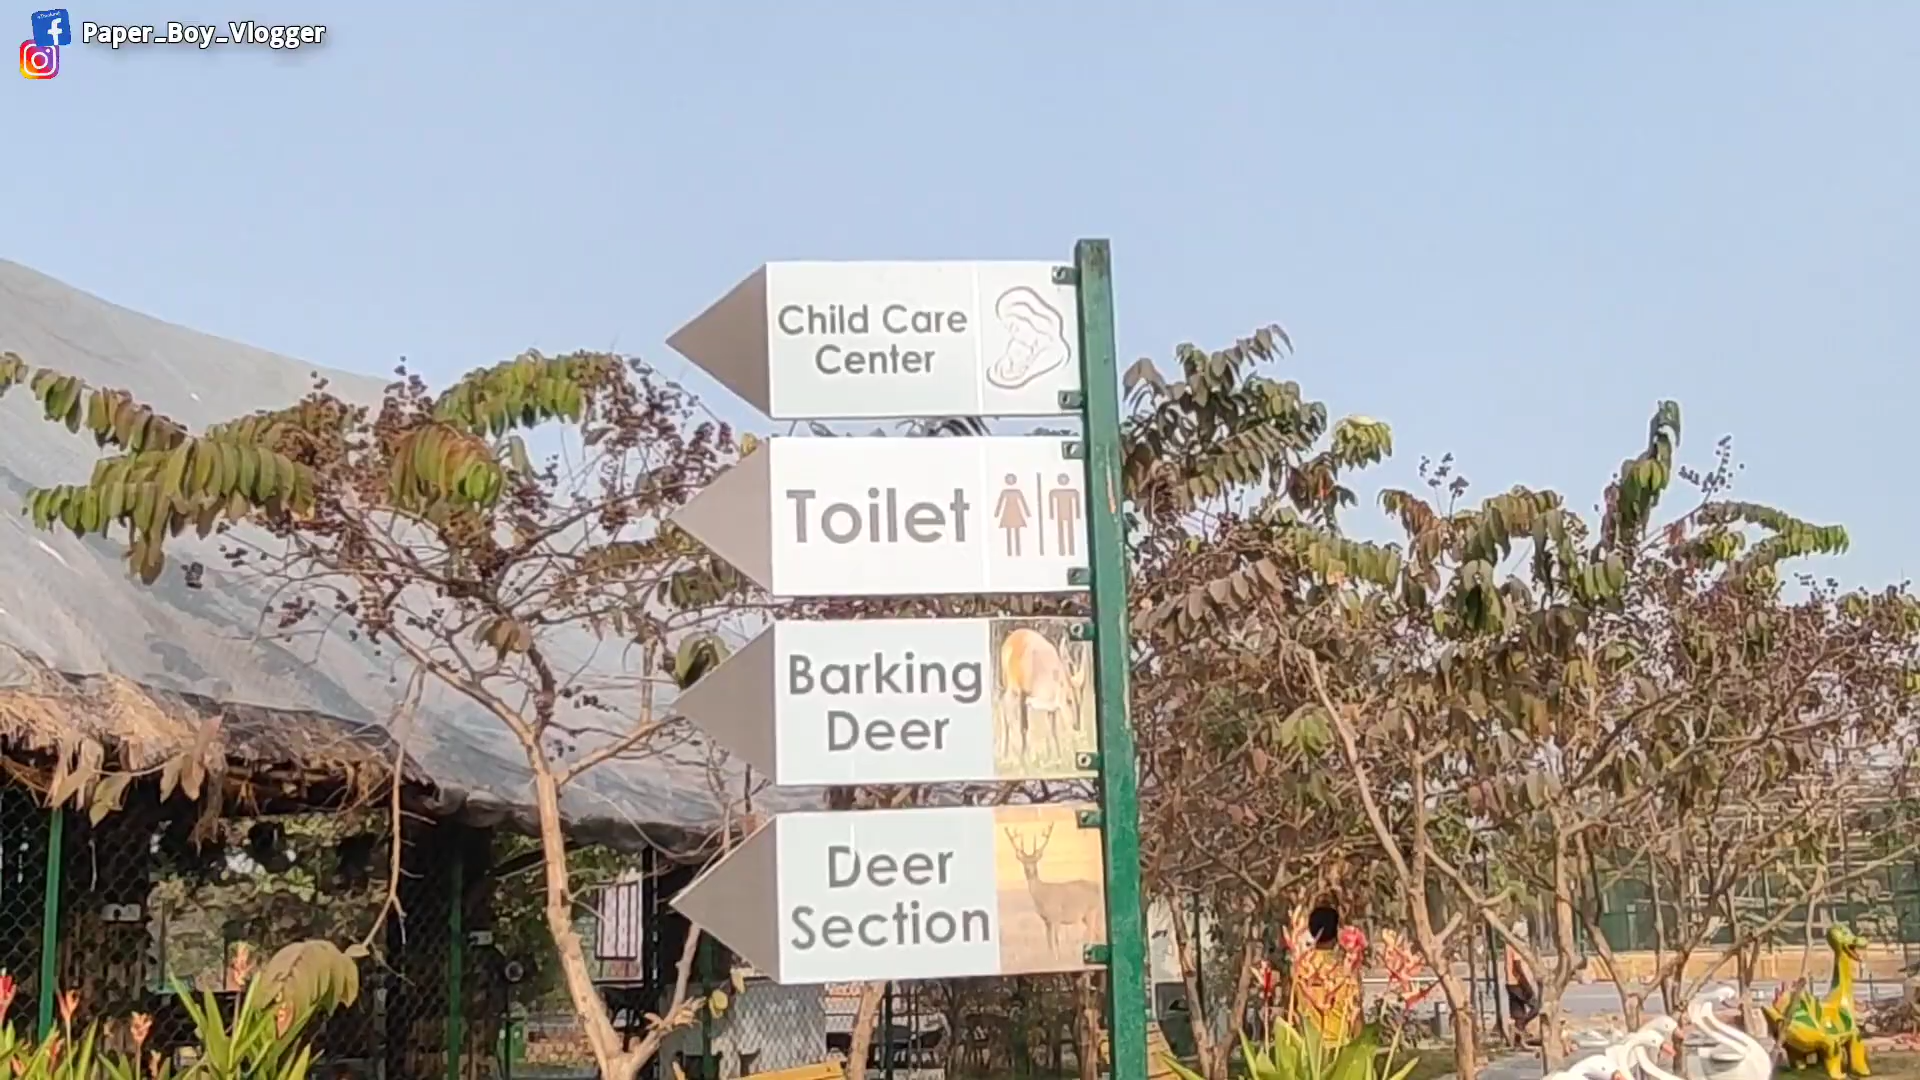 Paper_Boy_Vlogger
Child Care
Center
Toilet
Barking
Deer
Deer
Section